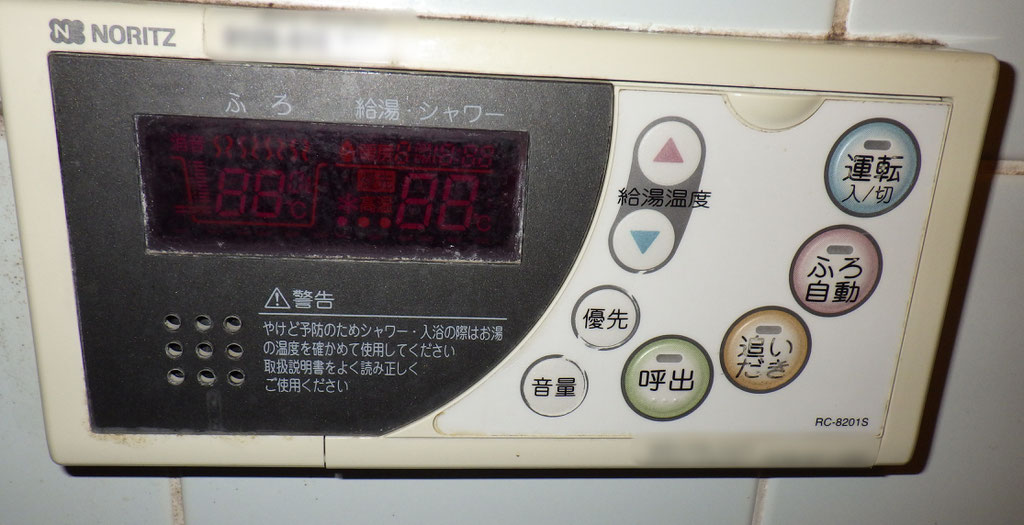 NORITZ
ふろ 給湯・シャワー
88℃ 88℃
給湯温度
運転
入/切
ふろ
自動
優先
追い
だき
音量
呼出
⚠警告
やけど予防のためシャワー・入浴の際はお湯
の温度を確かめて使用してください
取扱説明書をよく読み正しく
ご使用ください
RC-8201S